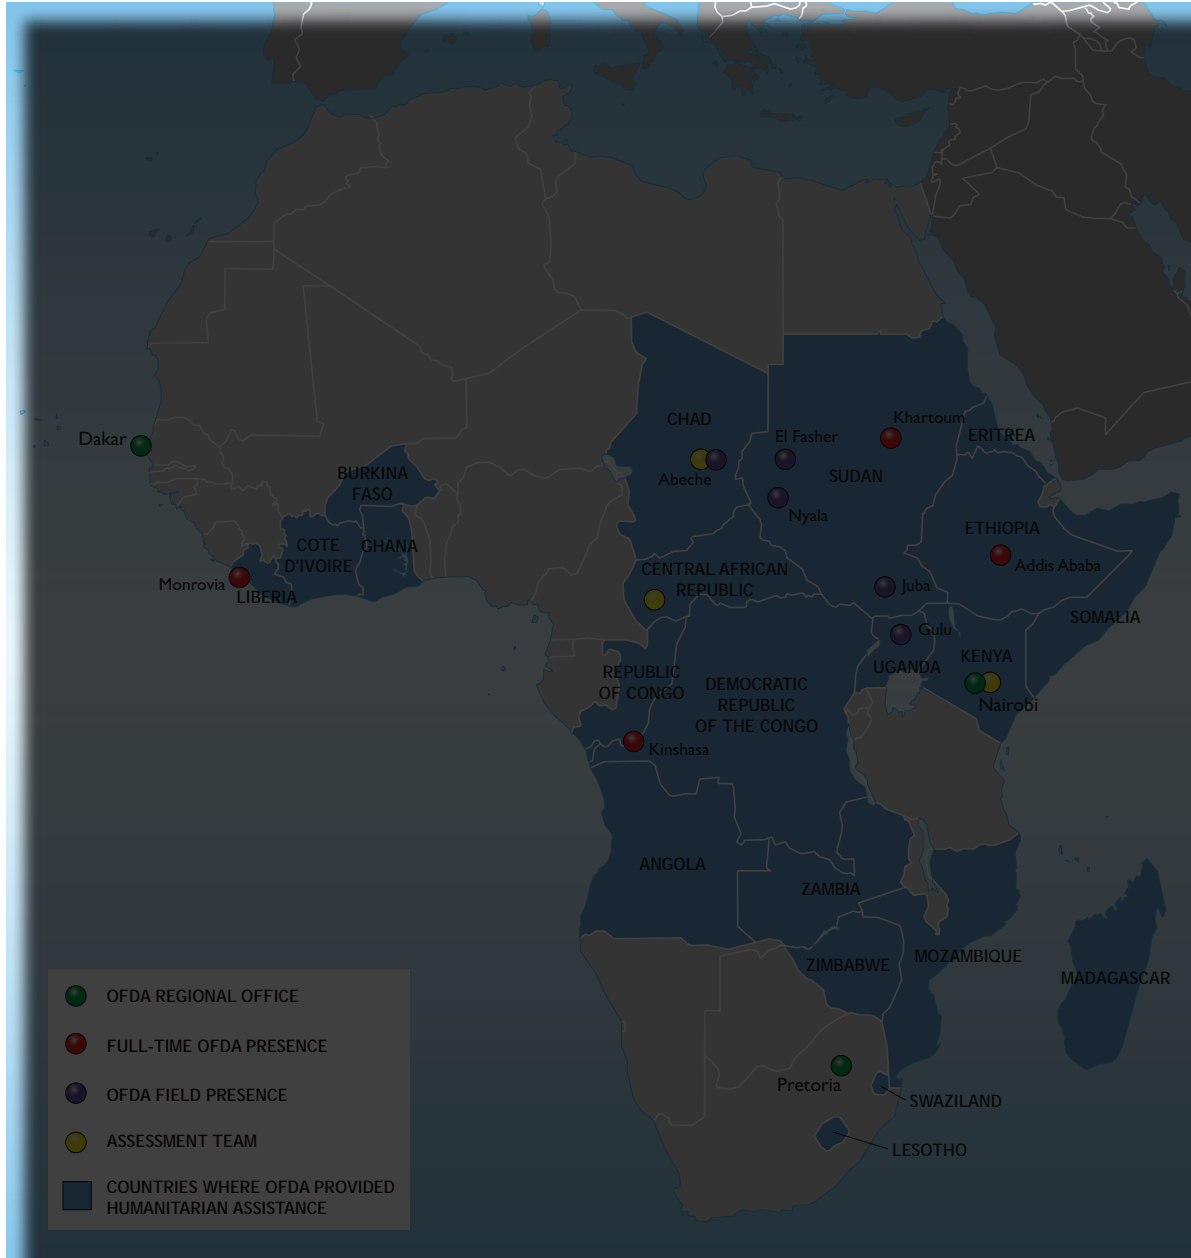 Dakar
CHAD
Khartoum
El Fasher
ERITREA
Abeche
SUDAN
BURKINA
FASO
Nyala
ETHIOPIA
COTE
D'IVOIRE
GHANA
Addis Ababa
CENTRAL AFRICAN
REPUBLIC
Monrovia
LIBERIA
Juba
SOMALIA
Gulu
KENYA
UGANDA
REPUBLIC
OF CONGO
DEMOCRATIC
REPUBLIC
OF THE CONGO
Nairobi
Kinshasa
ANGOLA
ZAMBIA
MOZAMBIQUE
ZIMBABWE
MADAGASCAR
Pretoria
SWAZILAND
LESOTHO
OFDA REGIONAL OFFICE
FULL-TIME OFDA PRESENCE
OFDA FIELD PRESENCE
ASSESSMENT TEAM
COUNTRIES WHERE OFDA PROVIDED
HUMANITARIAN ASSISTANCE